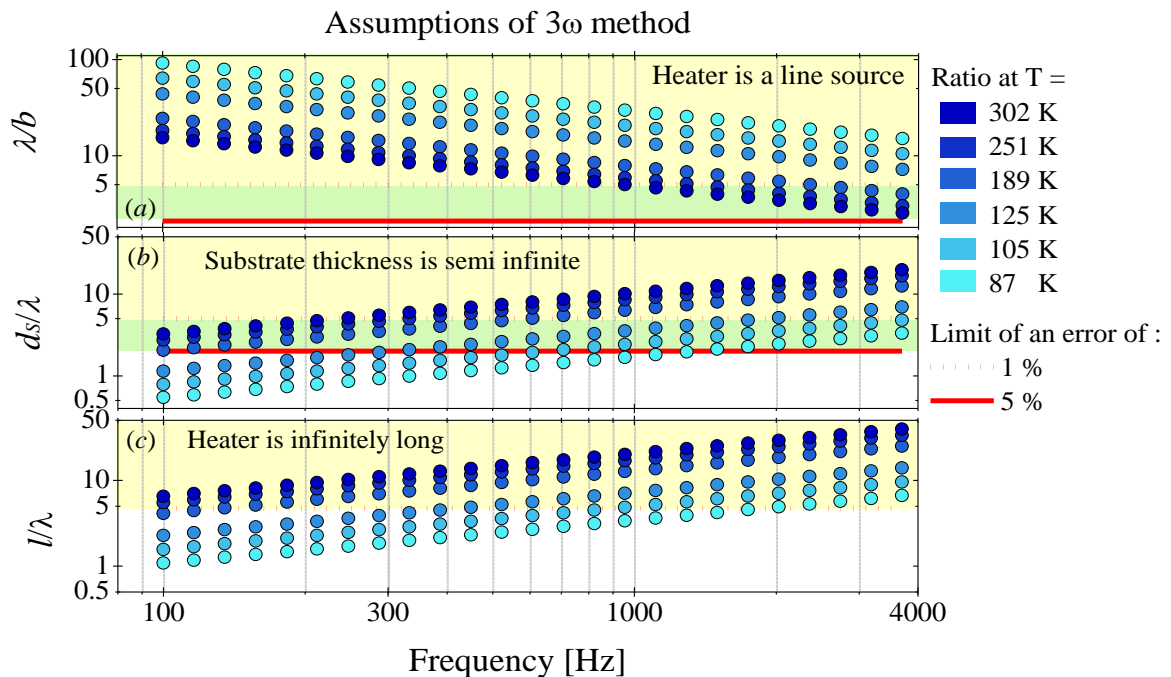 Assumptions of 3ω method
100
50
10
5
λ/b
(a)
Heater is a line source
50
10
5
1
0.5
ds/λ
(b)
Substrate thickness is semi infinite
50
10
5
1
0.5
l/λ
(c)
Heater is infinitely long
100
300
1000
4000
Frequency [Hz]
Ratio at T =
302 K
251 K
189 K
125 K
105 K
87 K
Limit of an error of :
1 %
5 %